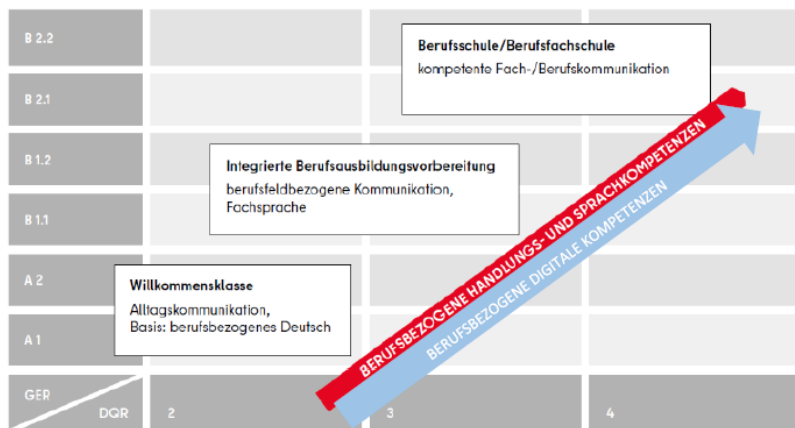 B 2.2
Berufsschule/Berufsfachschule
kompetente Fach-/Berufskommunikation
B 2.1
B 1.2
Integrierte Berufsausbildungsvorbereitung
berufsfeldbezogene Kommunikation,
Fachsprache
B 1.1
A 2
Willkommensklasse
Alltagskommunikation,
Basis: berufsbezogenes Deutsch
A 1
BERUFSBEZOGENE HANDLUNGS- UND SPRACHKOMPETENZEN
BERUFSBEZOGENE DIGITALE KOMPETENZEN
GER
DQR
2
3
4